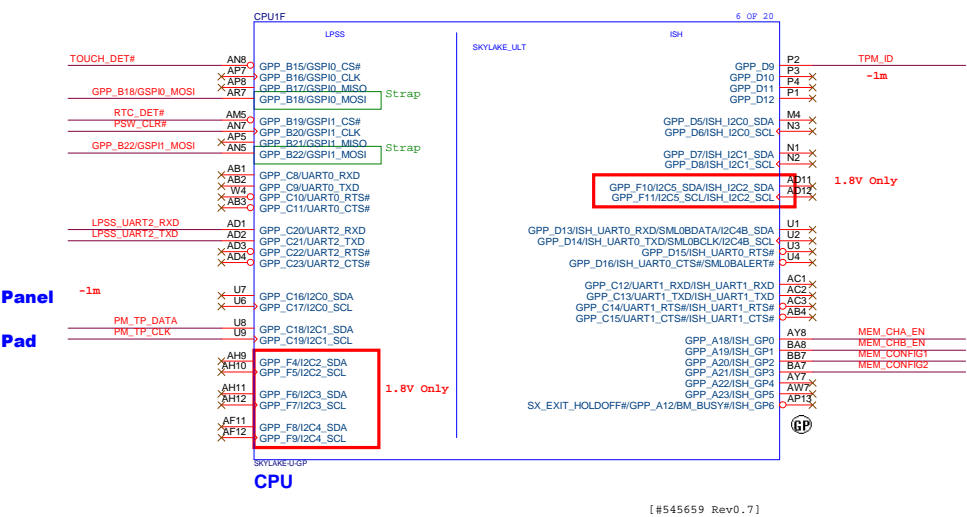 CPU1F
6 OF 20
LPSS
ISH
SKYLAKE_ULT
TOUCH_DET# AN8 GPP_B15/GSPI0_CS#
AP7 GPP_B16/GSPI0_CLK
AP8 GPP_B17/GSPI0_MISO
GPP_B18/GSPI0_MOSI AR7 GPP_B18/GSPI0_MOSI Strap
RTC_DET# AM5 GPP_B19/GSPI1_CS#
PSW_CLR# AN7 GPP_B20/GSPI1_CLK
AP5 GPP_B21/GSPI1_MISO
GPP_B22/GSPI1_MOSI AN5 GPP_B22/GSPI1_MOSI Strap
AB1 GPP_C8/UART0_RXD
AB2 GPP_C9/UART0_TXD
W4 GPP_C10/UART0_RTS#
AB3 GPP_C11/UART0_CTS#
LPSS_UART2_RXD AD1 GPP_C20/UART2_RXD
LPSS_UART2_TXD AD2 GPP_C21/UART2_TXD
AD3 GPP_C22/UART2_RTS#
AD4 GPP_C23/UART2_CTS#
Panel -1m U7 GPP_C16/I2C0_SDA
U6 GPP_C17/I2C0_SCL
PM_TP_DATA U8 GPP_C18/I2C1_SDA
Pad PM_TP_CLK U9 GPP_C19/I2C1_SCL
AH9 GPP_F4/I2C2_SDA
AH10 GPP_F5/I2C2_SCL
1.8V Only
AH11 GPP_F6/I2C3_SDA
AH12 GPP_F7/I2C3_SCL
AF11 GPP_F8/I2C4_SDA
AF12 GPP_F9/I2C4_SCL
GPP_D9 P2 TPM_ID
GPP_D10 P3 -1m
GPP_D11 P4
GPP_D12 P1
GPP_D5/ISH_I2C0_SDA M4
GPP_D6/ISH_I2C0_SCL N3
GPP_D7/ISH_I2C1_SDA N1
GPP_D8/ISH_I2C1_SCL N2
GPP_F10/I2C5_SDA/ISH_I2C2_SDA AD11 1.8V Only
GPP_F11/I2C5_SCL/ISH_I2C2_SCL AD12
GPP_D13/ISH_UART0_RXD/SML0BDATA/I2C4B_SDA U1
GPP_D14/ISH_UART0_TXD/SML0BCLK/I2C4B_SCL U2
GPP_D15/ISH_UART0_RTS# U3
GPP_D16/ISH_UART0_CTS#/SML0BALERT# U4
GPP_C12/UART1_RXD/ISH_UART1_RXD AC1
GPP_C13/UART1_TXD/ISH_UART1_TXD AC2
GPP_C14/UART1_RTS#/ISH_UART1_RTS# AC3
GPP_C15/UART1_CTS#/ISH_UART1_CTS# AB4
GPP_A18/ISH_GP0 AY8 MEM_CHA_EN
GPP_A19/ISH_GP1 BA8 MEM_CHB_EN
GPP_A20/ISH_GP2 BB7 MEM_CONFIG1
GPP_A21/ISH_GP3 BA7 MEM_CONFIG2
GPP_A22/ISH_GP4 AY7
GPP_A23/ISH_GP5 AW7
SX_EXIT_HOLDOFF#/GPP_A12/BM_BUSY#/ISH_GP6 AP13
GP
SKYLAKE-U-GP
CPU
[#545659 Rev0.7]